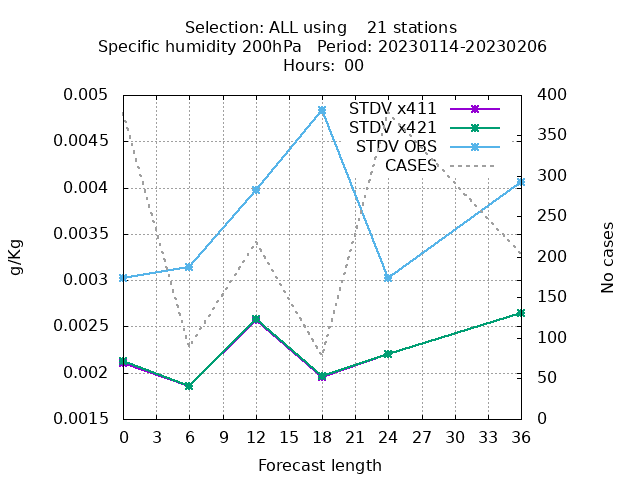 Selection: ALL using    21 stations
Specific humidity 200hPa   Period: 20230114-20230206
Hours:  00
STDV x411
STDV x421
STDV OBS
CASES
0.005
0.0045
0.004
0.0035
0.003
0.0025
0.002
0.0015
g/Kg
400
350
300
250
200
150
100
50
0
No cases
0 3 6 9 12 15 18 21 24 27 30 33 36
Forecast length